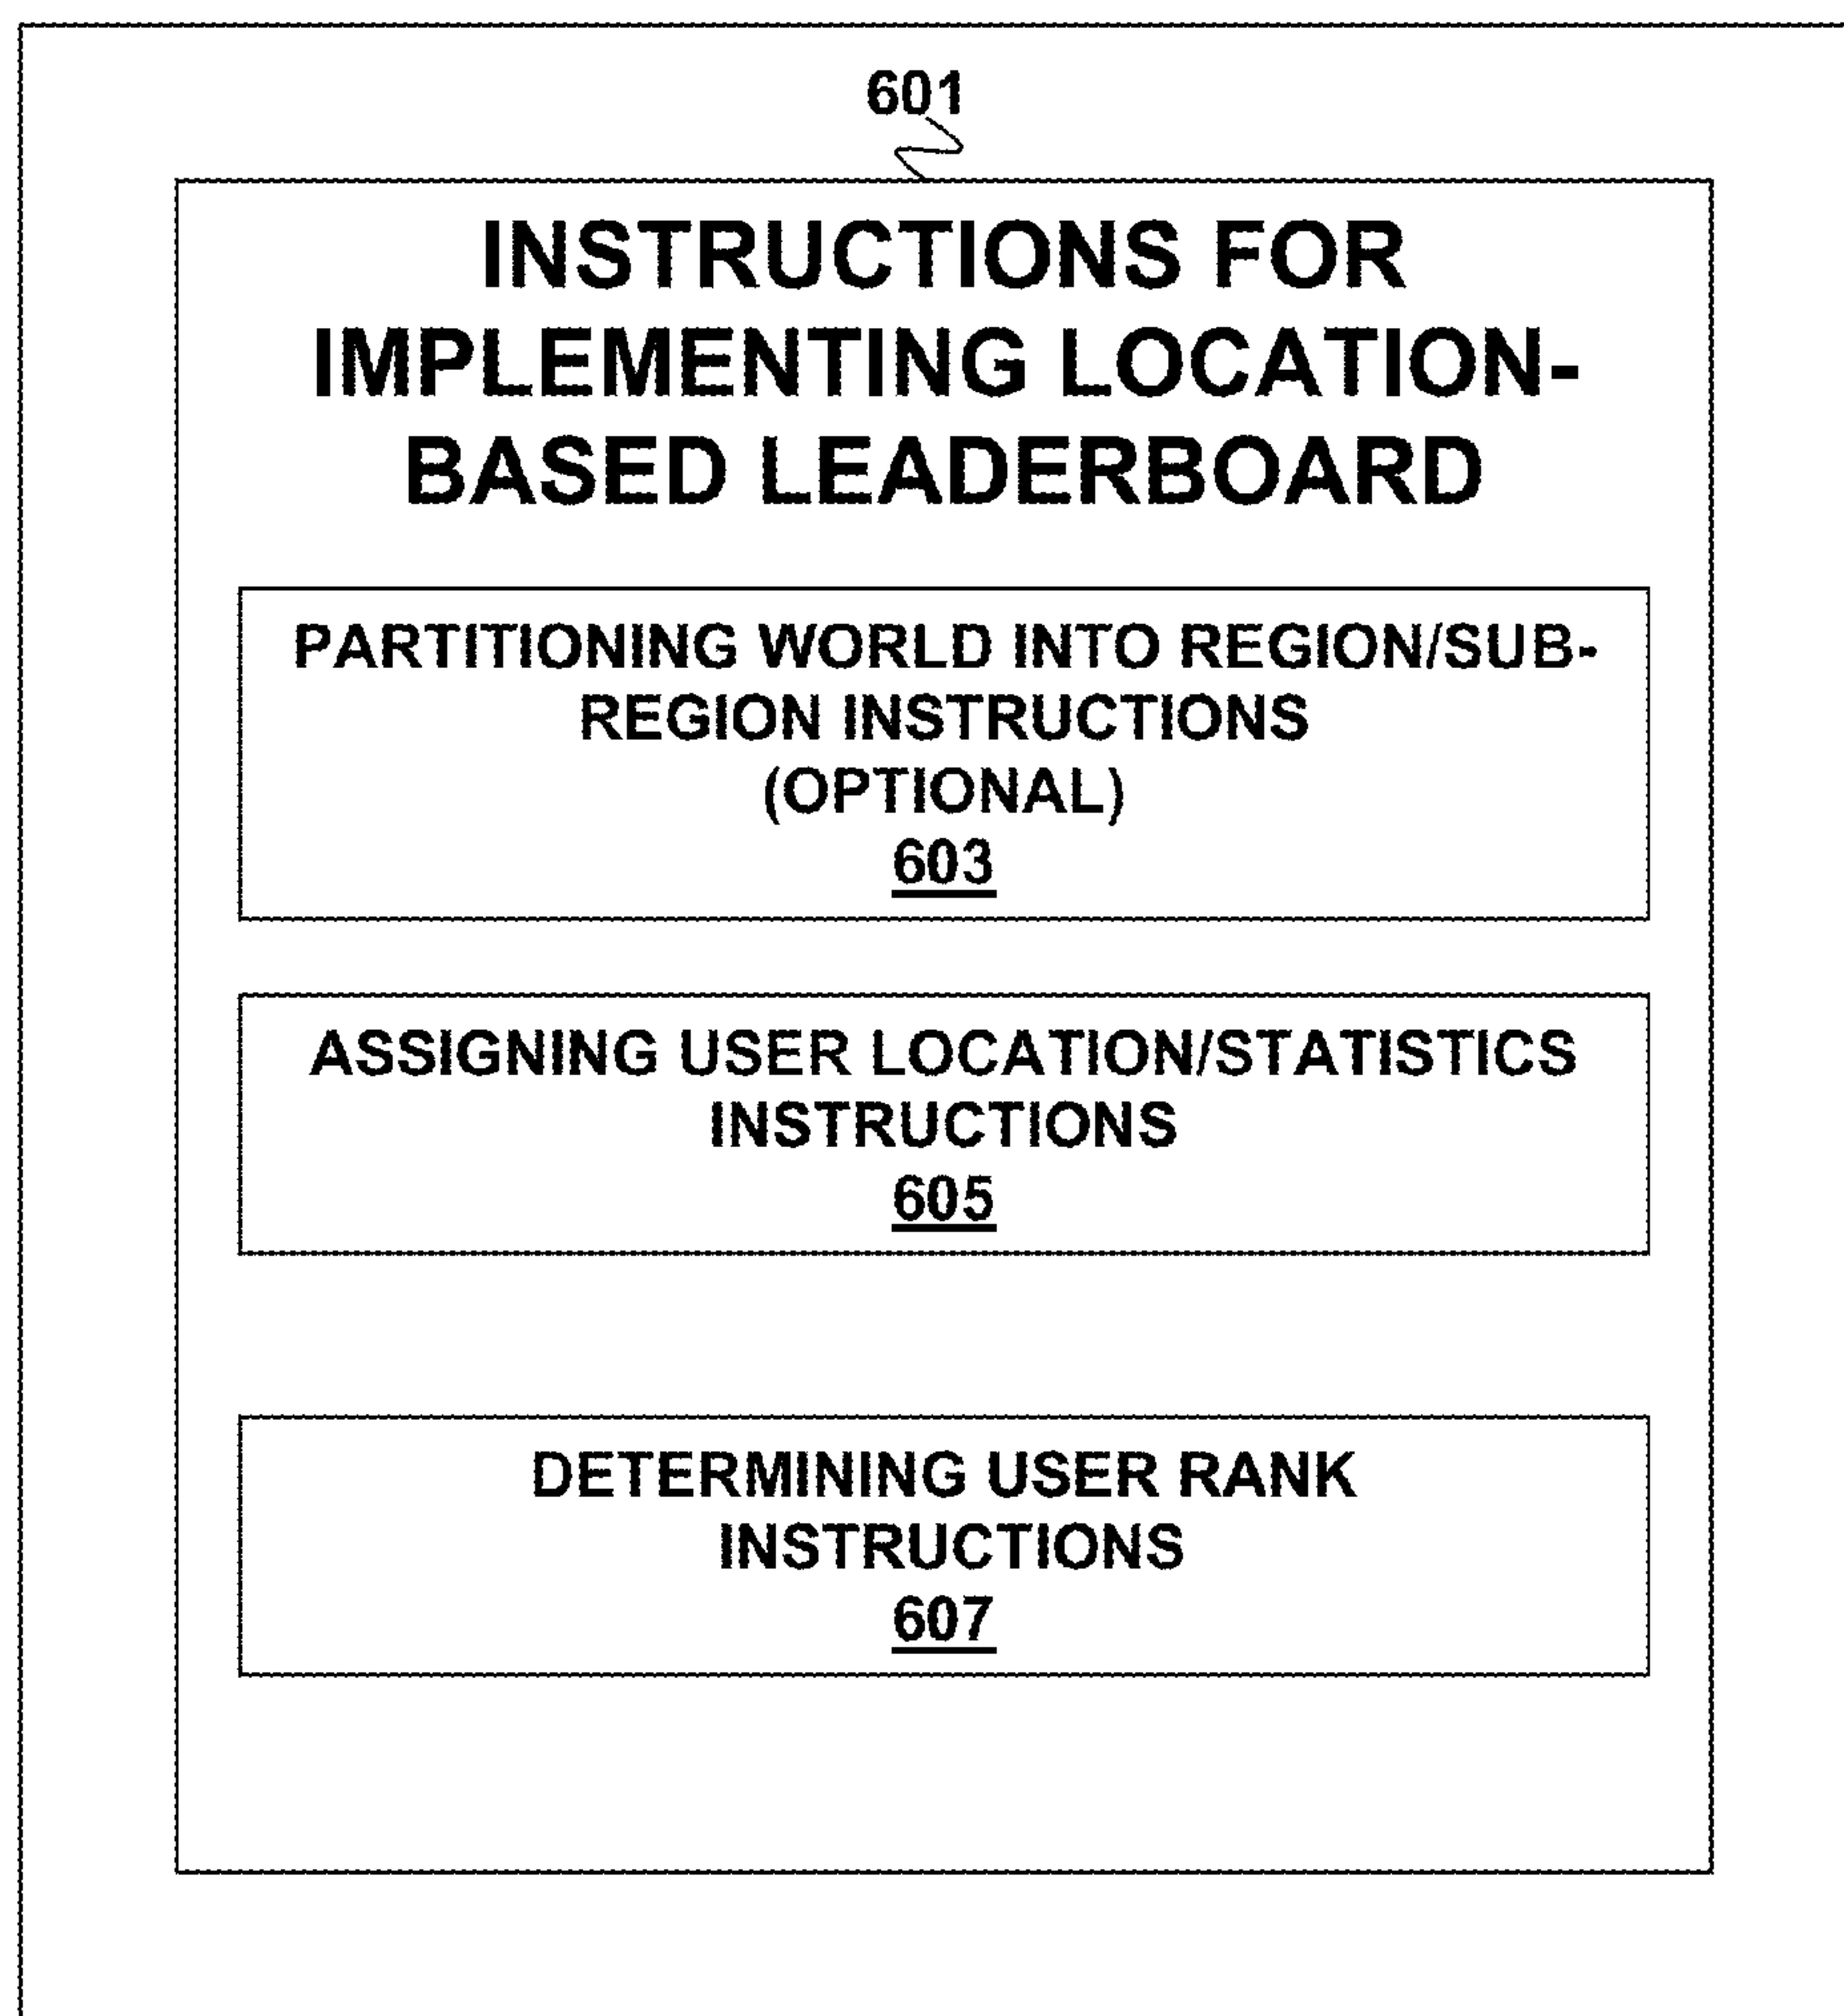 601
INSTRUCTIONS FOR
IMPLEMENTING LOCATION-
BASED LEADERBOARD
PARTITIONING WORLD INTO REGION/SUB-
REGION INSTRUCTIONS
(OPTIONAL)
603
ASSIGNING USER LOCATION/STATISTICS
INSTRUCTIONS
605
DETERMINING USER RANK
INSTRUCTIONS
607